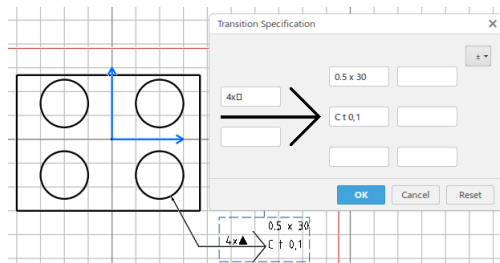 Transition Specification
±
0.5 x 30
4x▯
C t 0,1
OK
Cancel
Reset
0.5 x 30
4x▲
C t 0,1